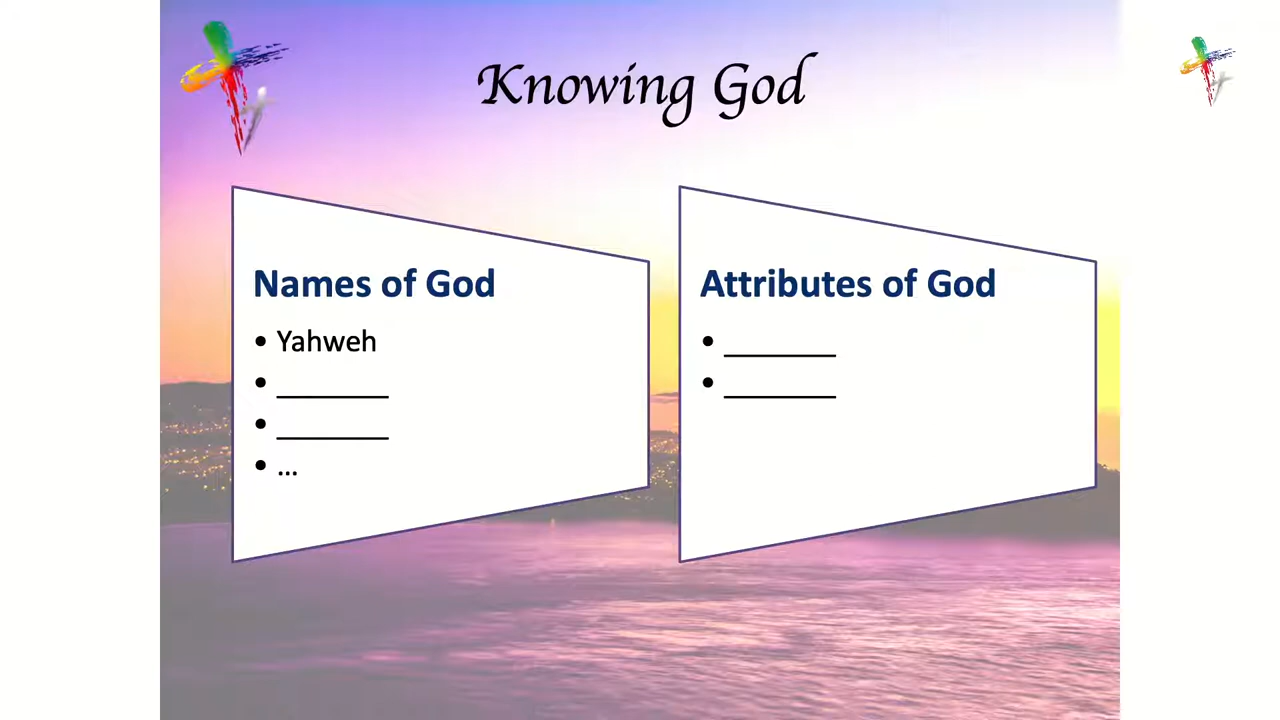 Knowing God
Names of God
• Yahweh
• ________
• ________
• ...
Attributes of God
• ________
• ________